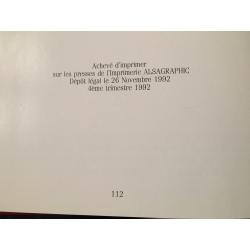 Achevé d'imprimer
sur les presses de l'Imprimerie ALSAGRAPHIC
Dépôt légal le 26 Novembre 1992
4ème trimestre 1992
112